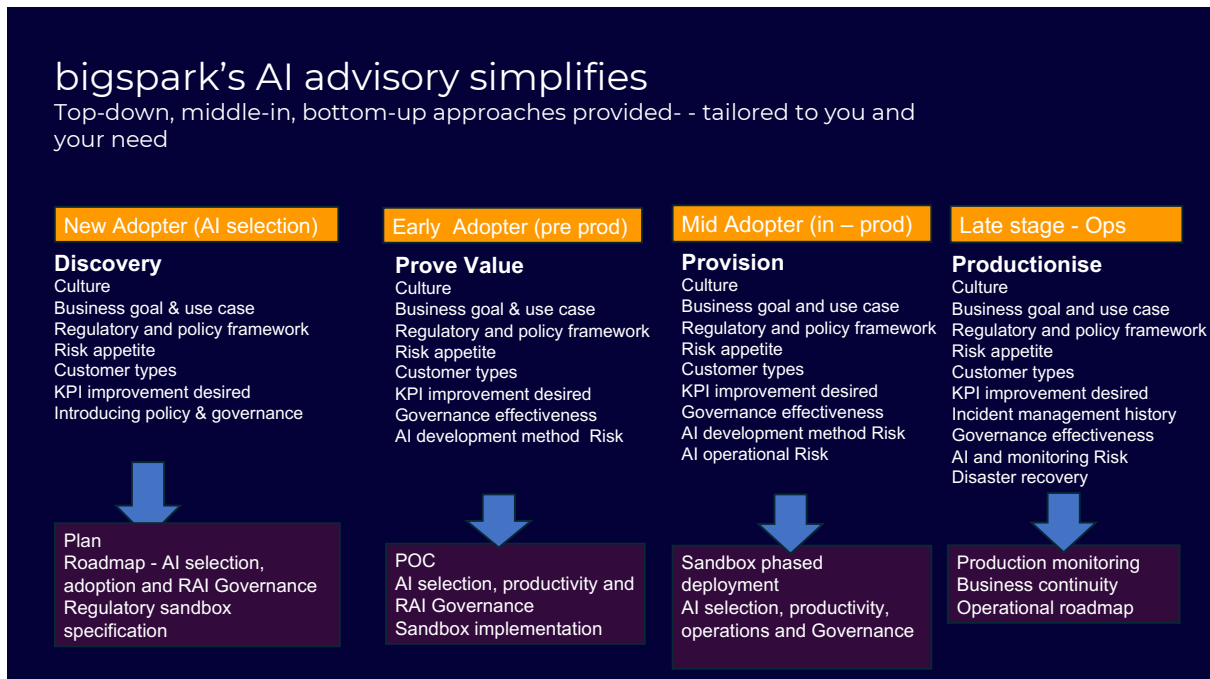 bigspark's AI advisory simplifies
Top-down, middle-in, bottom-up approaches provided- - tailored to you and
your need
New Adopter (AI selection)
Discovery
Culture
Business goal & use case
Regulatory and policy framework
Risk appetite
Customer types
KPI improvement desired
Introducing policy & governance
Plan
Roadmap - AI selection,
adoption and RAI Governance
Regulatory sandbox
specification
Early  Adopter (pre prod)
Prove Value
Culture
Business goal & use case
Regulatory and policy framework
Risk appetite
Customer types
KPI improvement desired
Governance effectiveness
AI development method  Risk
POC
AI selection, productivity and
RAI Governance
Sandbox implementation
Mid Adopter (in – prod)
Provision
Culture
Business goal and use case
Regulatory and policy framework
Risk appetite
Customer types
KPI improvement desired
Governance effectiveness
AI development method Risk
AI operational Risk
Sandbox phased
deployment
AI selection, productivity,
operations and Governance
Late stage - Ops
Productionise
Culture
Business goal and use case
Regulatory and policy framework
Risk appetite
Customer types
KPI improvement desired
Incident management history
Governance effectiveness
AI and monitoring Risk
Disaster recovery
Production monitoring
Business continuity
Operational roadmap